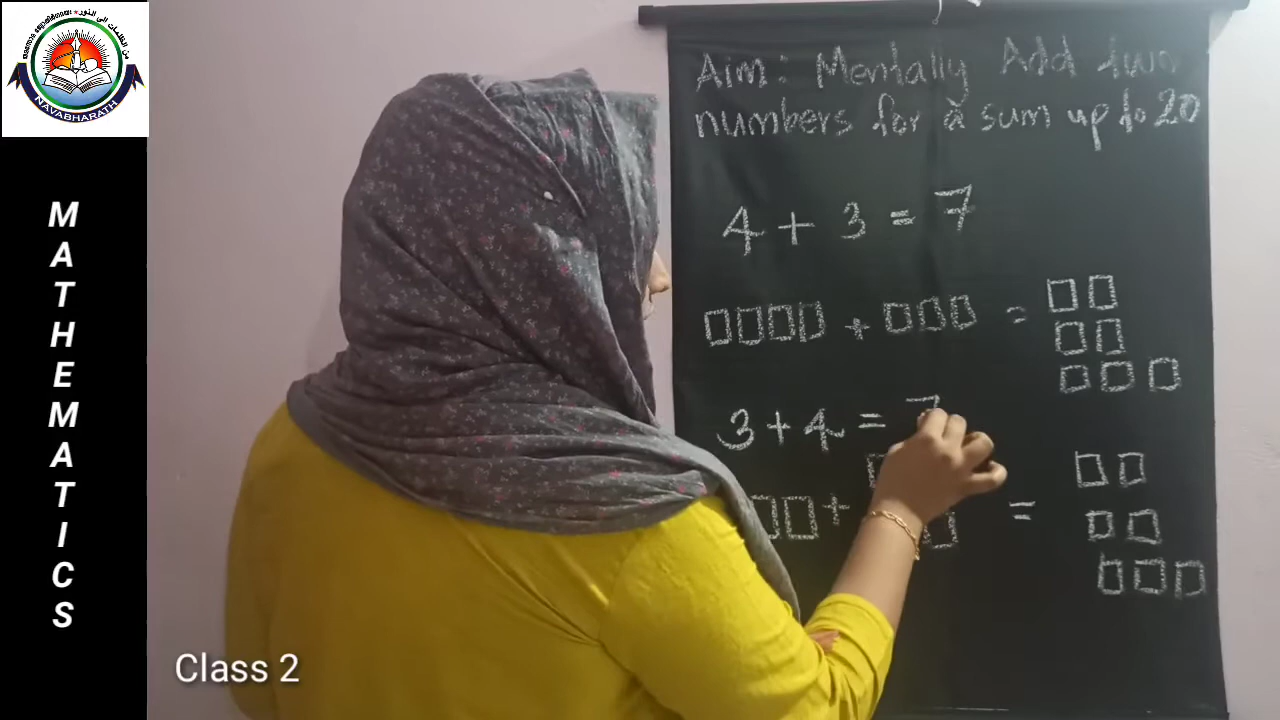 NAVABHARATH
MATHEMATICS
Class 2
Aim: Mentally Add two
numbers for a sum up to 20
4 + 3 = 7
+ =
3 + 4 = 7
+ =